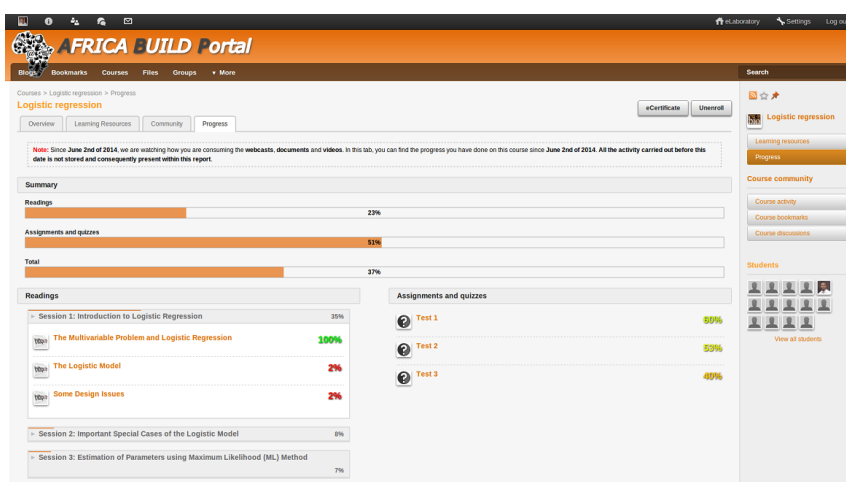 eLaboratory Settings Log ou
AFRICA BUILD Portal
Blogs Bookmarks Courses Files Groups ▾ More
Search
Courses > Logistic regression > Progress
Logistic regression
eCertificate Unenroll
Overview Learning Resources Community Progress
Note: Since June 2nd of 2014, we are watching how you are consuming the webcasts, documents and videos. In this tab, you can find the progress you have done on this course since June 2nd of 2014. All the activity carried out before this
date is not stored and consequently present within this report.
Summary
Readings
23%
Assignments and quizzes
51%
Total
37%
Readings
Session 1: Introduction to Logistic Regression 35%
The Multivariable Problem and Logistic Regression 100%
The Logistic Model 2%
Some Design Issues 2%
Session 2: Important Special Cases of the Logistic Model 8%
Session 3: Estimation of Parameters using Maximum Likelihood (ML) Method
7%
Assignments and quizzes
Test 1 60%
Test 2 53%
Test 3 40%
Logistic regression
Learning resources
Progress
Course community
Course activity
Course bookmarks
Course discussions
Students
View all students